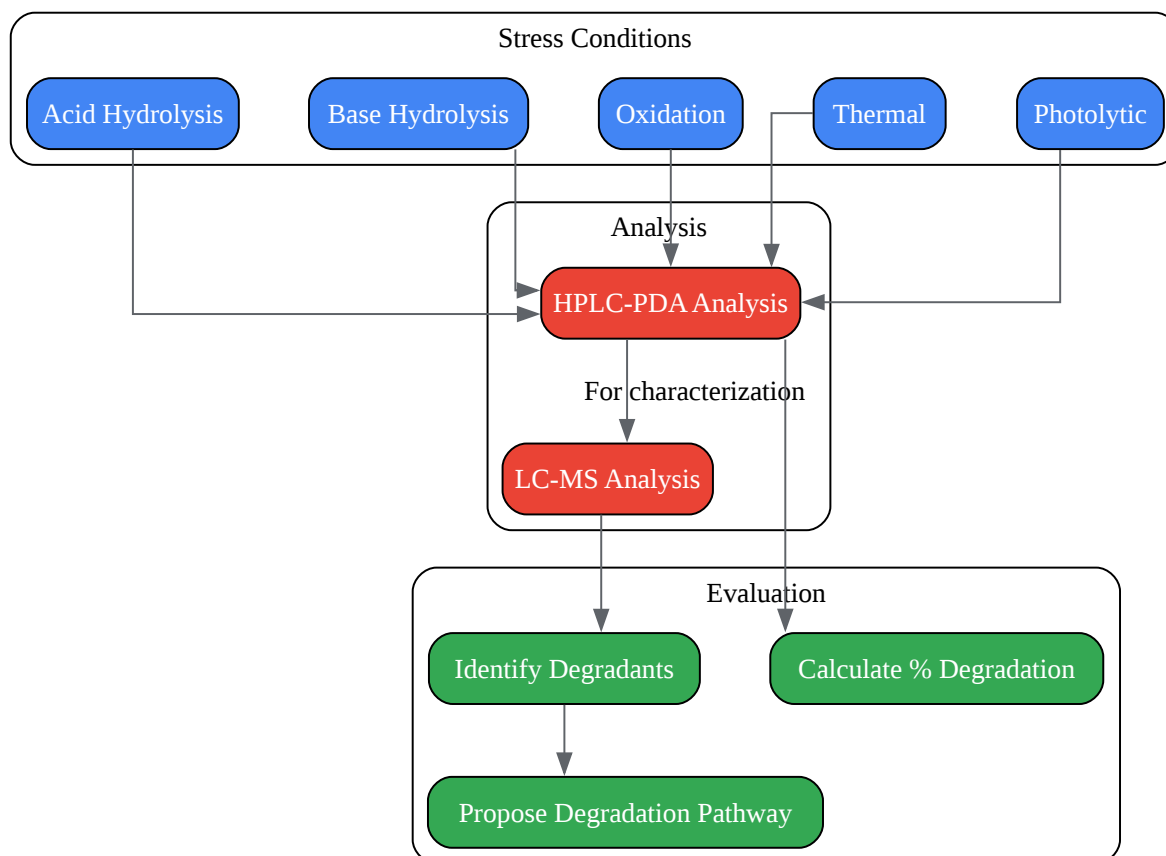 Stress Conditions
Acid Hydrolysis
Base Hydrolysis
Oxidation
Thermal
Photolytic
Analysis
HPLC-PDA Analysis
For characterization
LC-MS Analysis
Evaluation
Identify Degradants
Calculate % Degradation
Propose Degradation Pathway